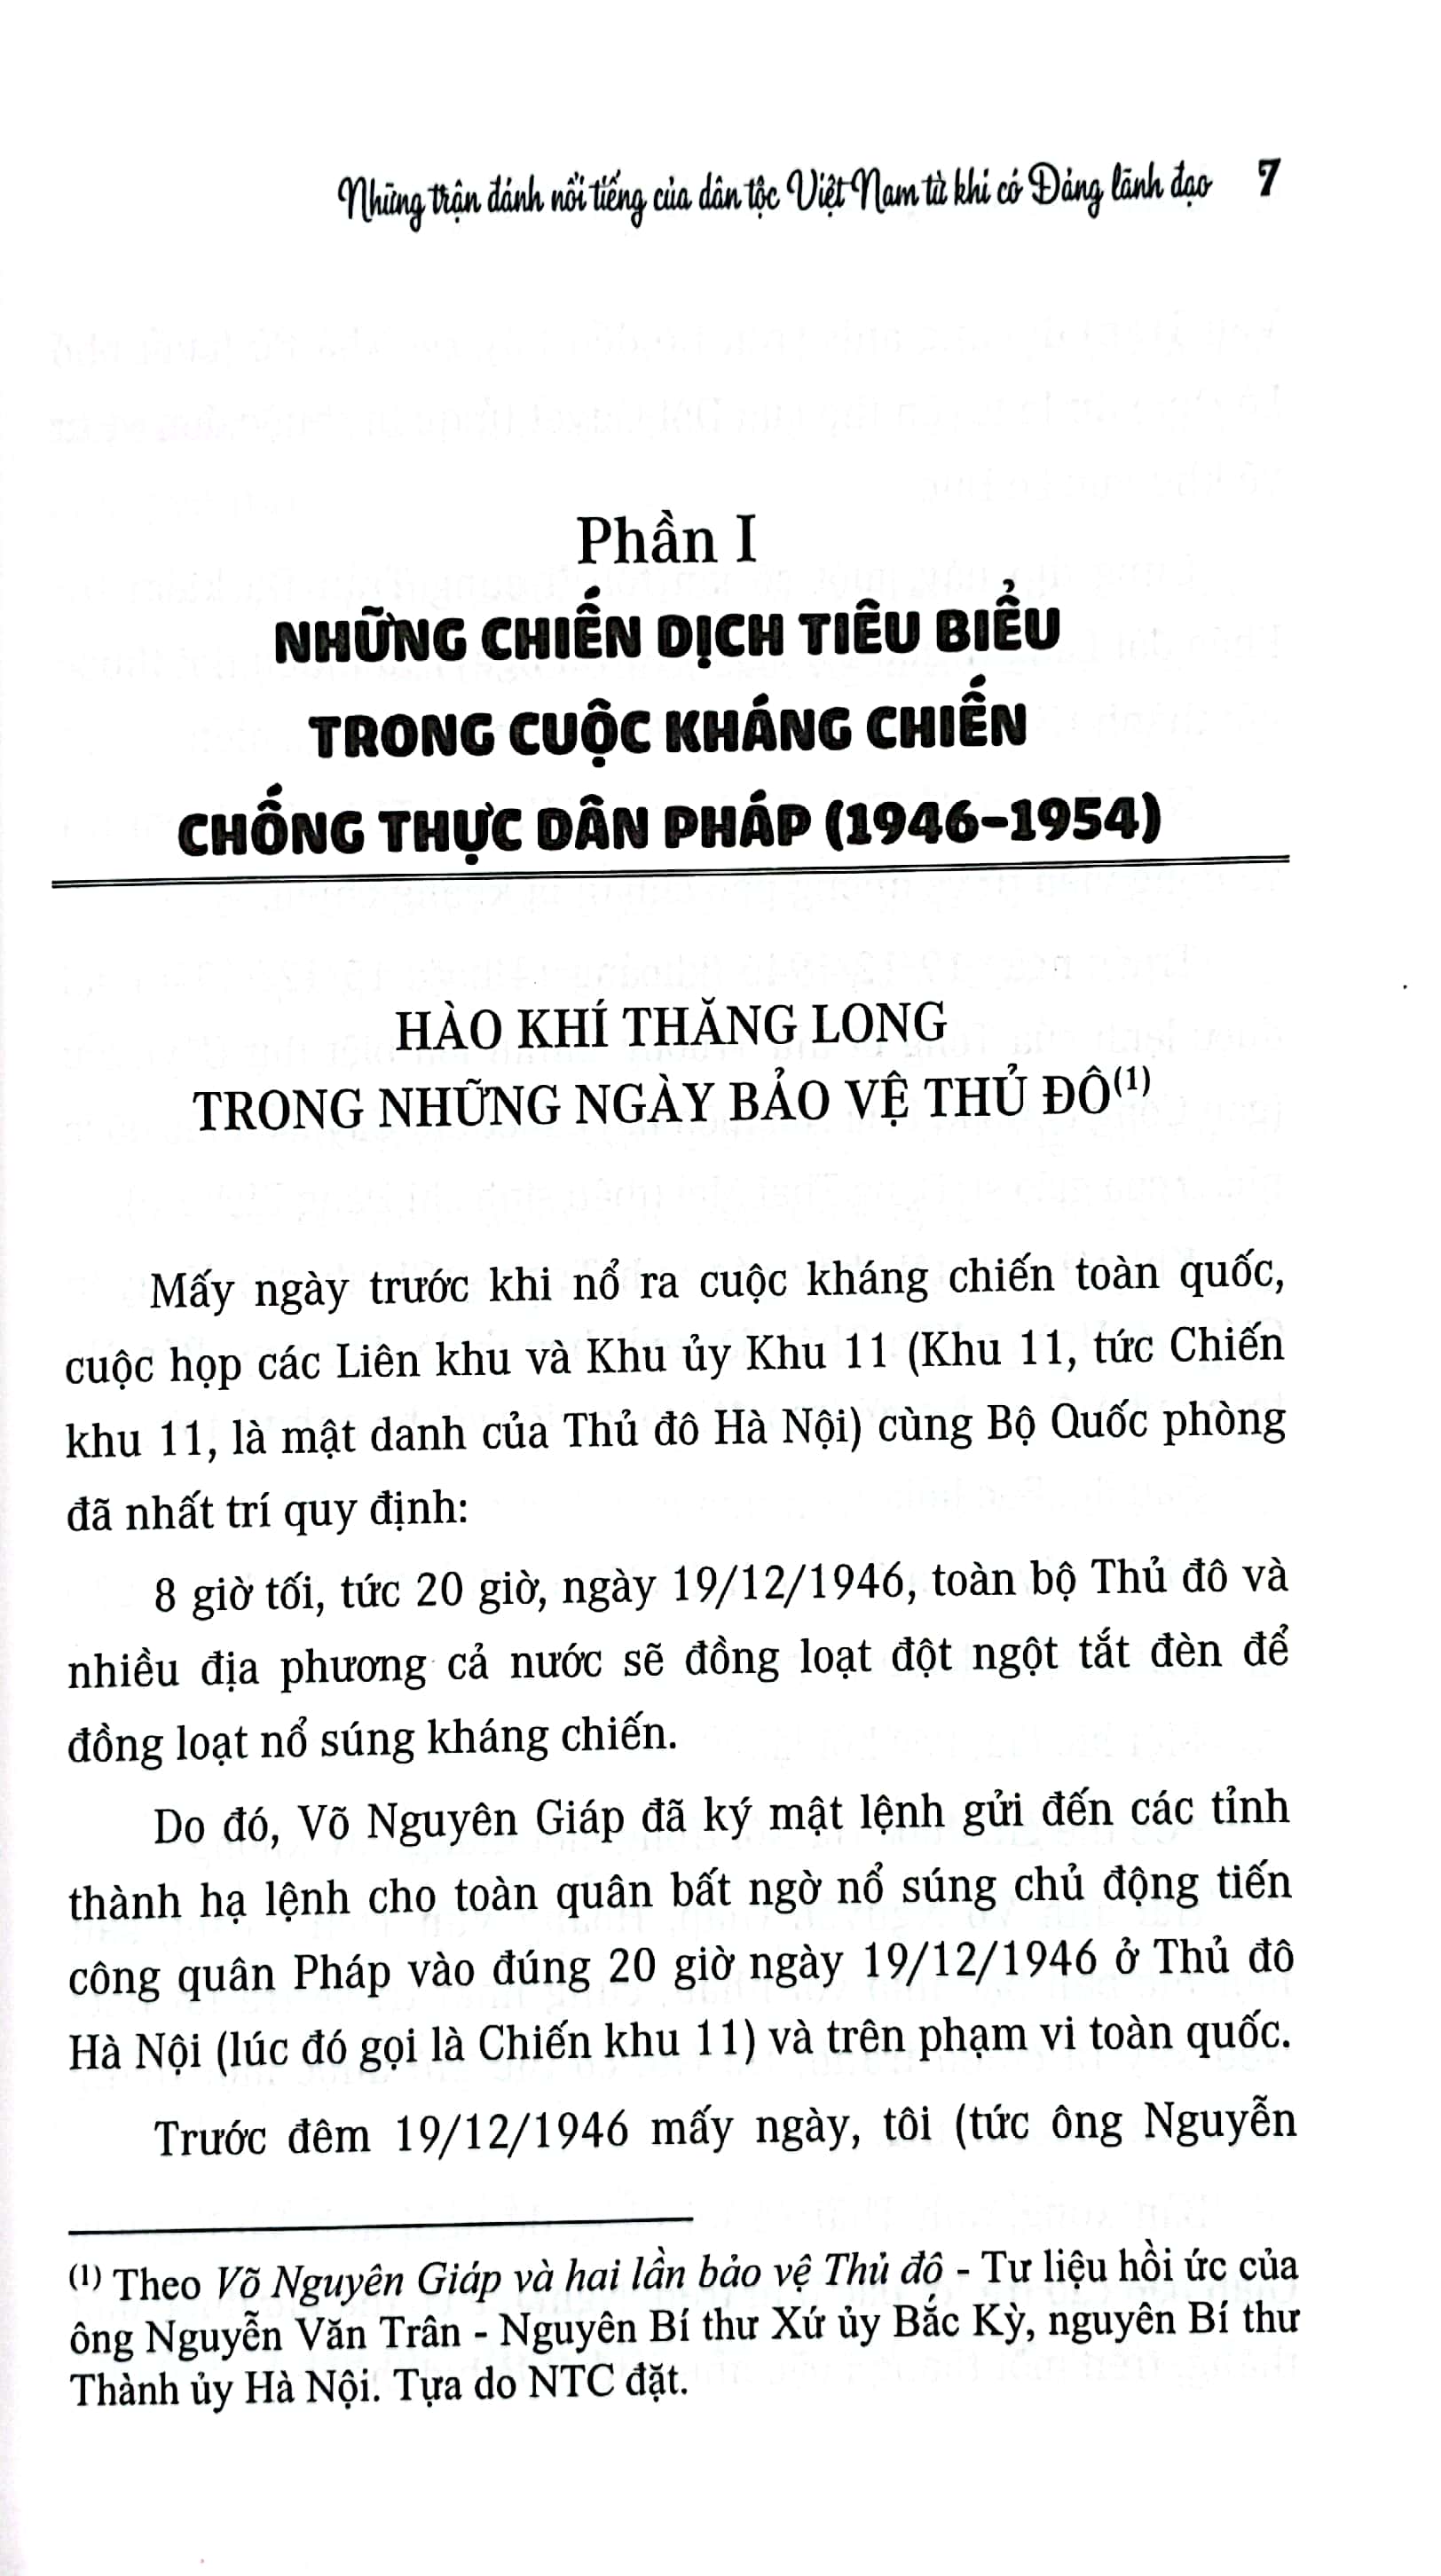 Những trận đánh nổi tiếng của dân tộc Việt Nam từ khi có Đảng lãnh đạo 7
Phần I
NHỮNG CHIẾN DỊCH TIÊU BIỂU
TRONG CUỘC KHÁNG CHIẾN
CHỐNG THỰC DÂN PHÁP (1946-1954)
HÀO KHÍ THĂNG LONG
TRONG NHỮNG NGÀY BẢO VỆ THỦ ĐÔ(1)
Mấy ngày trước khi nổ ra cuộc kháng chiến toàn quốc,
cuộc họp các Liên khu và Khu ủy Khu 11 (Khu 11, tức Chiến
khu 11, là mật danh của Thủ đô Hà Nội) cùng Bộ Quốc phòng
đã nhất trí quy định:
8 giờ tối, tức 20 giờ, ngày 19/12/1946, toàn bộ Thủ đô và
nhiều địa phương cả nước sẽ đồng loạt đột ngột tắt đèn để
đồng loạt nổ súng kháng chiến.
Do đó, Võ Nguyên Giáp đã ký mật lệnh gửi đến các tỉnh
thành hạ lệnh cho toàn quân bất ngờ nổ súng chủ động tiến
công quân Pháp vào đúng 20 giờ ngày 19/12/1946 ở Thủ đô
Hà Nội (lúc đó gọi là Chiến khu 11) và trên phạm vi toàn quốc.
Trước đêm 19/12/1946 mấy ngày, tôi (tức ông Nguyễn
(1) Theo Võ Nguyên Giáp và hai lần bảo vệ Thủ đô - Tư liệu hồi ức của
ông Nguyễn Văn Trân - Nguyên Bí thư Xứ ủy Bắc Kỳ, nguyên Bí thư
Thành ủy Hà Nội. Tựa do NTC đặt.